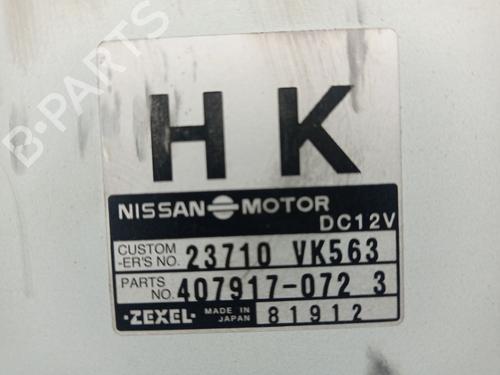 B-PARTS
HK
NISSAN MOTOR
DC12V
CUSTOM
-ER'S NO. 23710 VK563
PARTS
NO. 407917-072 3
·ZEXEL· MADE IN JAPAN 81912